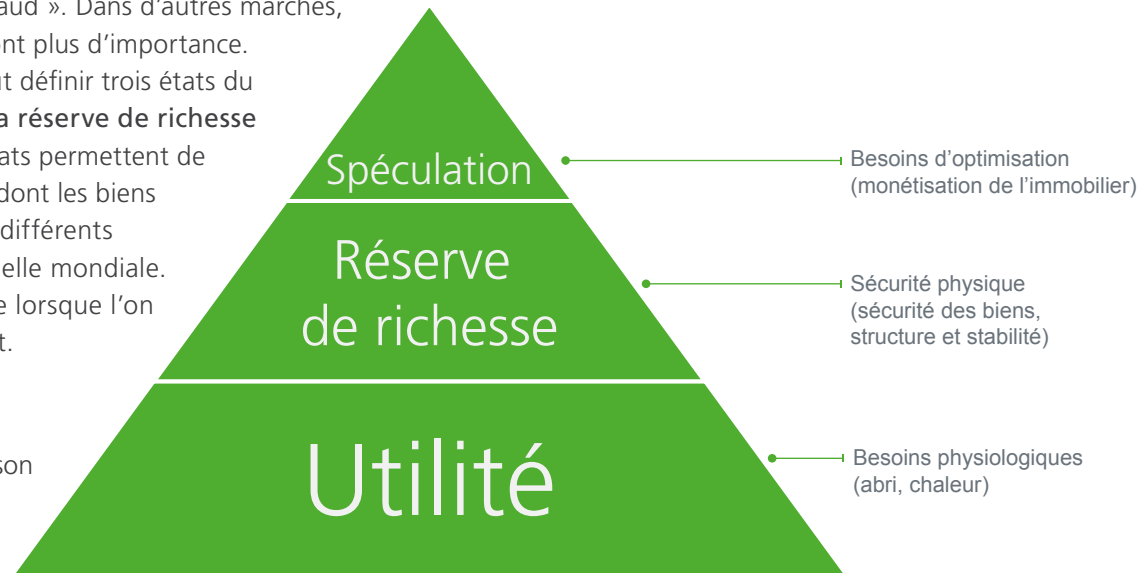 aud ». Dans d’autres marchés,
ont plus d’importance.
ut définir trois états du
a réserve de richesse
ats permettent de
dont les biens
différents
elle mondiale.
e lorsque l’on
t.
son
Spéculation
Réserve
de richesse
Utilité
Besoins d’optimisation
(monétisation de l’immobilier)
Sécurité physique
(sécurité des biens,
structure et stabilité)
Besoins physiologiques
(abri, chaleur)